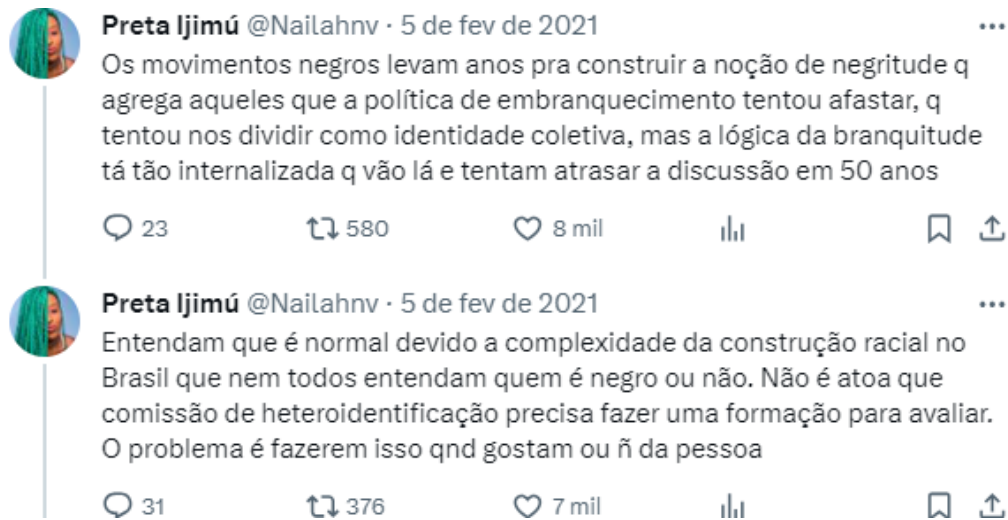 Preta Ijimú @Nailahnv · 5 de fev de 2021
Os movimentos negros levam anos pra construir a noção de negritude q
agrega aqueles que a política de embranquecimento tentou afastar, q
tentou nos dividir como identidade coletiva, mas a lógica da branquitude
tá tão internalizada q vão lá e tentam atrasar a discussão em 50 anos
23 580 8 mil
Preta Ijimú @Nailahnv · 5 de fev de 2021
Entendam que é normal devido a complexidade da construção racial no
Brasil que nem todos entendam quem é negro ou não. Não é atoa que
comissão de heteroidentificação precisa fazer uma formação para avaliar.
O problema é fazerem isso qnd gostam ou ñ da pessoa
31 376 7 mil